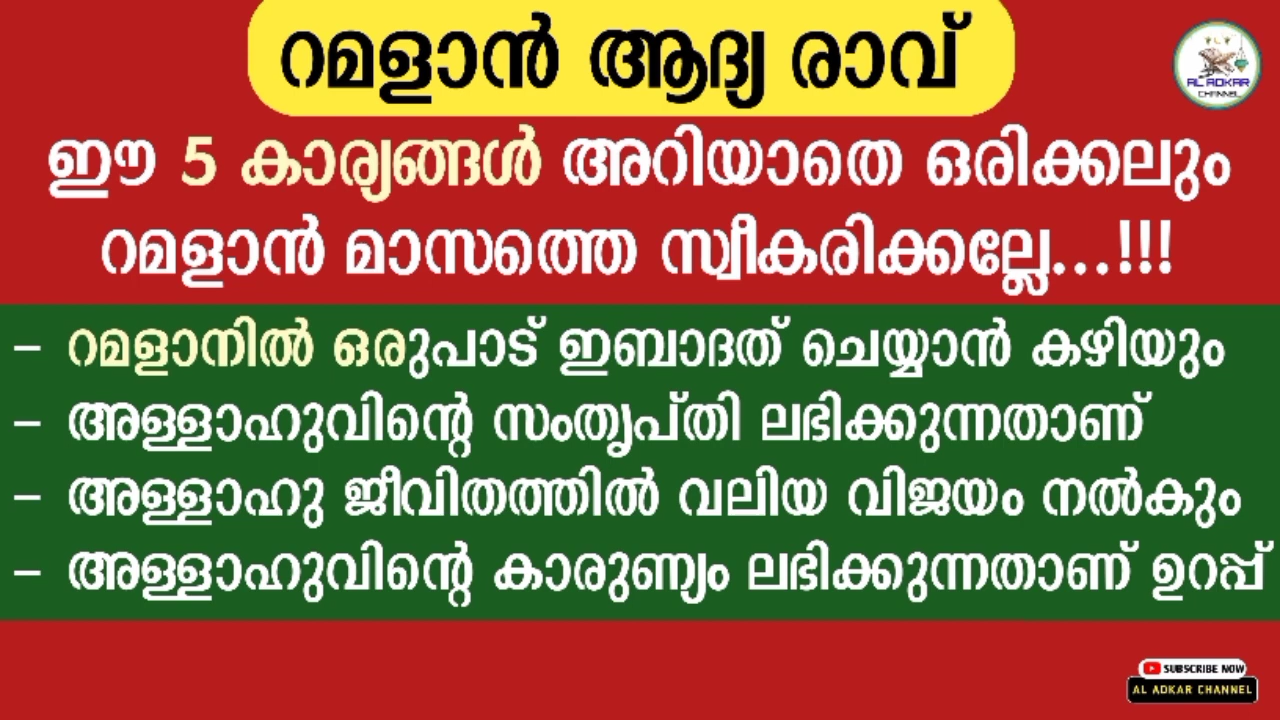 റമളാൻ ആദ്യ രാവ്
AL ADKAR
CHANNEL
ഈ 5 കാര്യങ്ങൾ അറിയാതെ ഒരിക്കലും
റമളാൻ മാസത്തെ സ്വീകരിക്കല്ലേ...!!!
- റമളാനിൽ ഒരുപാട് ഇബാദത് ചെയ്യാൻ കഴിയും
- അള്ളാഹുവിന്റെ സംതൃപ്തി ലഭിക്കുന്നതാണ്
- അള്ളാഹു ജീവിതത്തിൽ വലിയ വിജയം നൽകും
- അള്ളാഹുവിന്റെ കാരുണ്യം ലഭിക്കുന്നതാണ് ഉറപ്പ്
SUBSCRIBE NOW
AL ADKAR CHANNEL